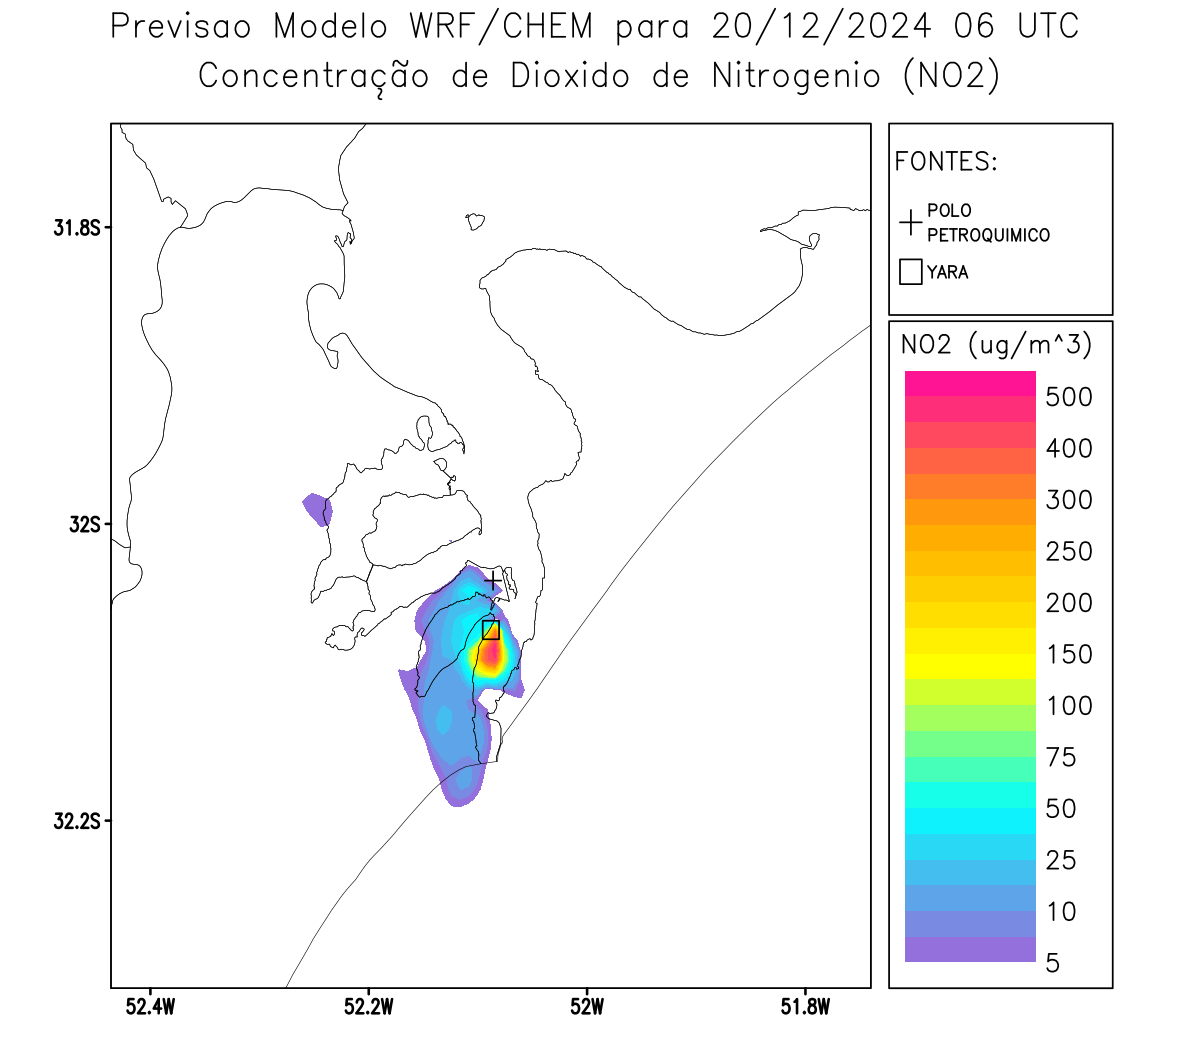 Previsao Modelo WRF/CHEM para 20/12/2024 06 UTC
Concentração de Dioxido de Nitrogenio (NO2)
FONTES:
POLO
PETROQUIMICO
YARA
NO2 (ug/m^3)
500
400
300
250
200
150
100
75
50
25
10
5
31.8S
32S
32.2S
52.4W
52.2W
52W
51.8W